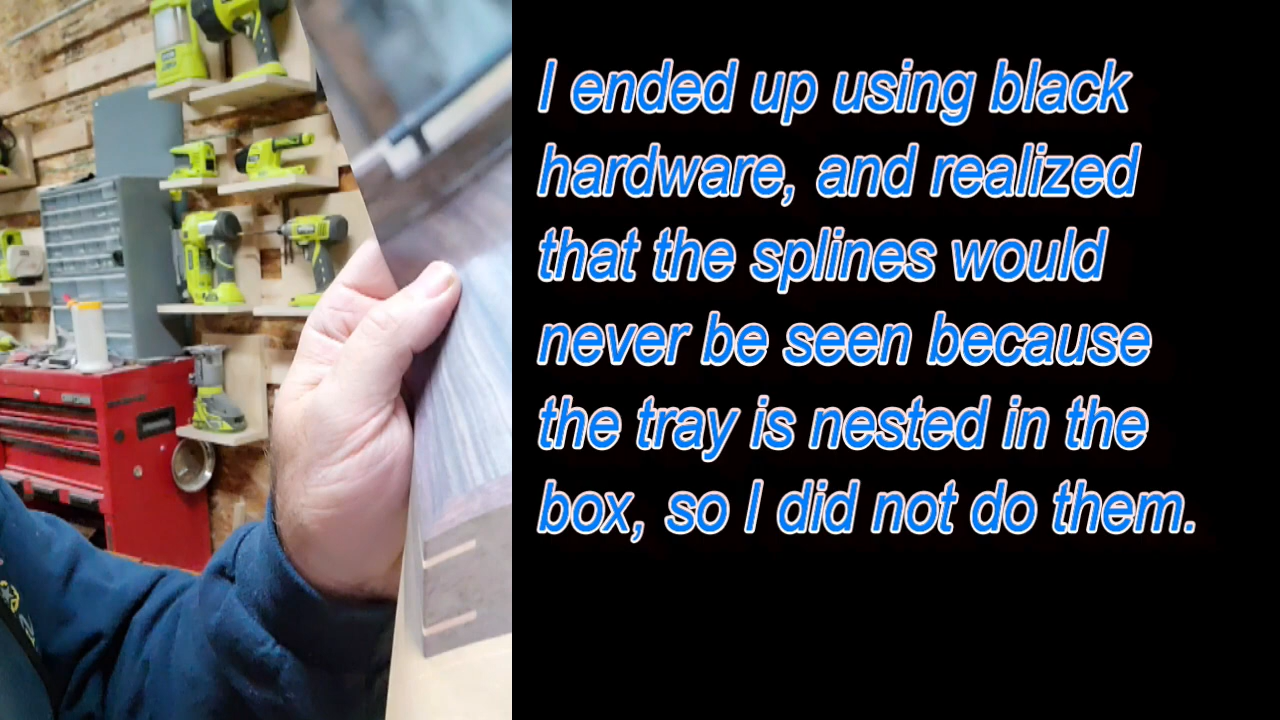 I ended up using black
hardware, and realized
that the splines would
never be seen because
the tray is nested in the
box, so I did not do them.